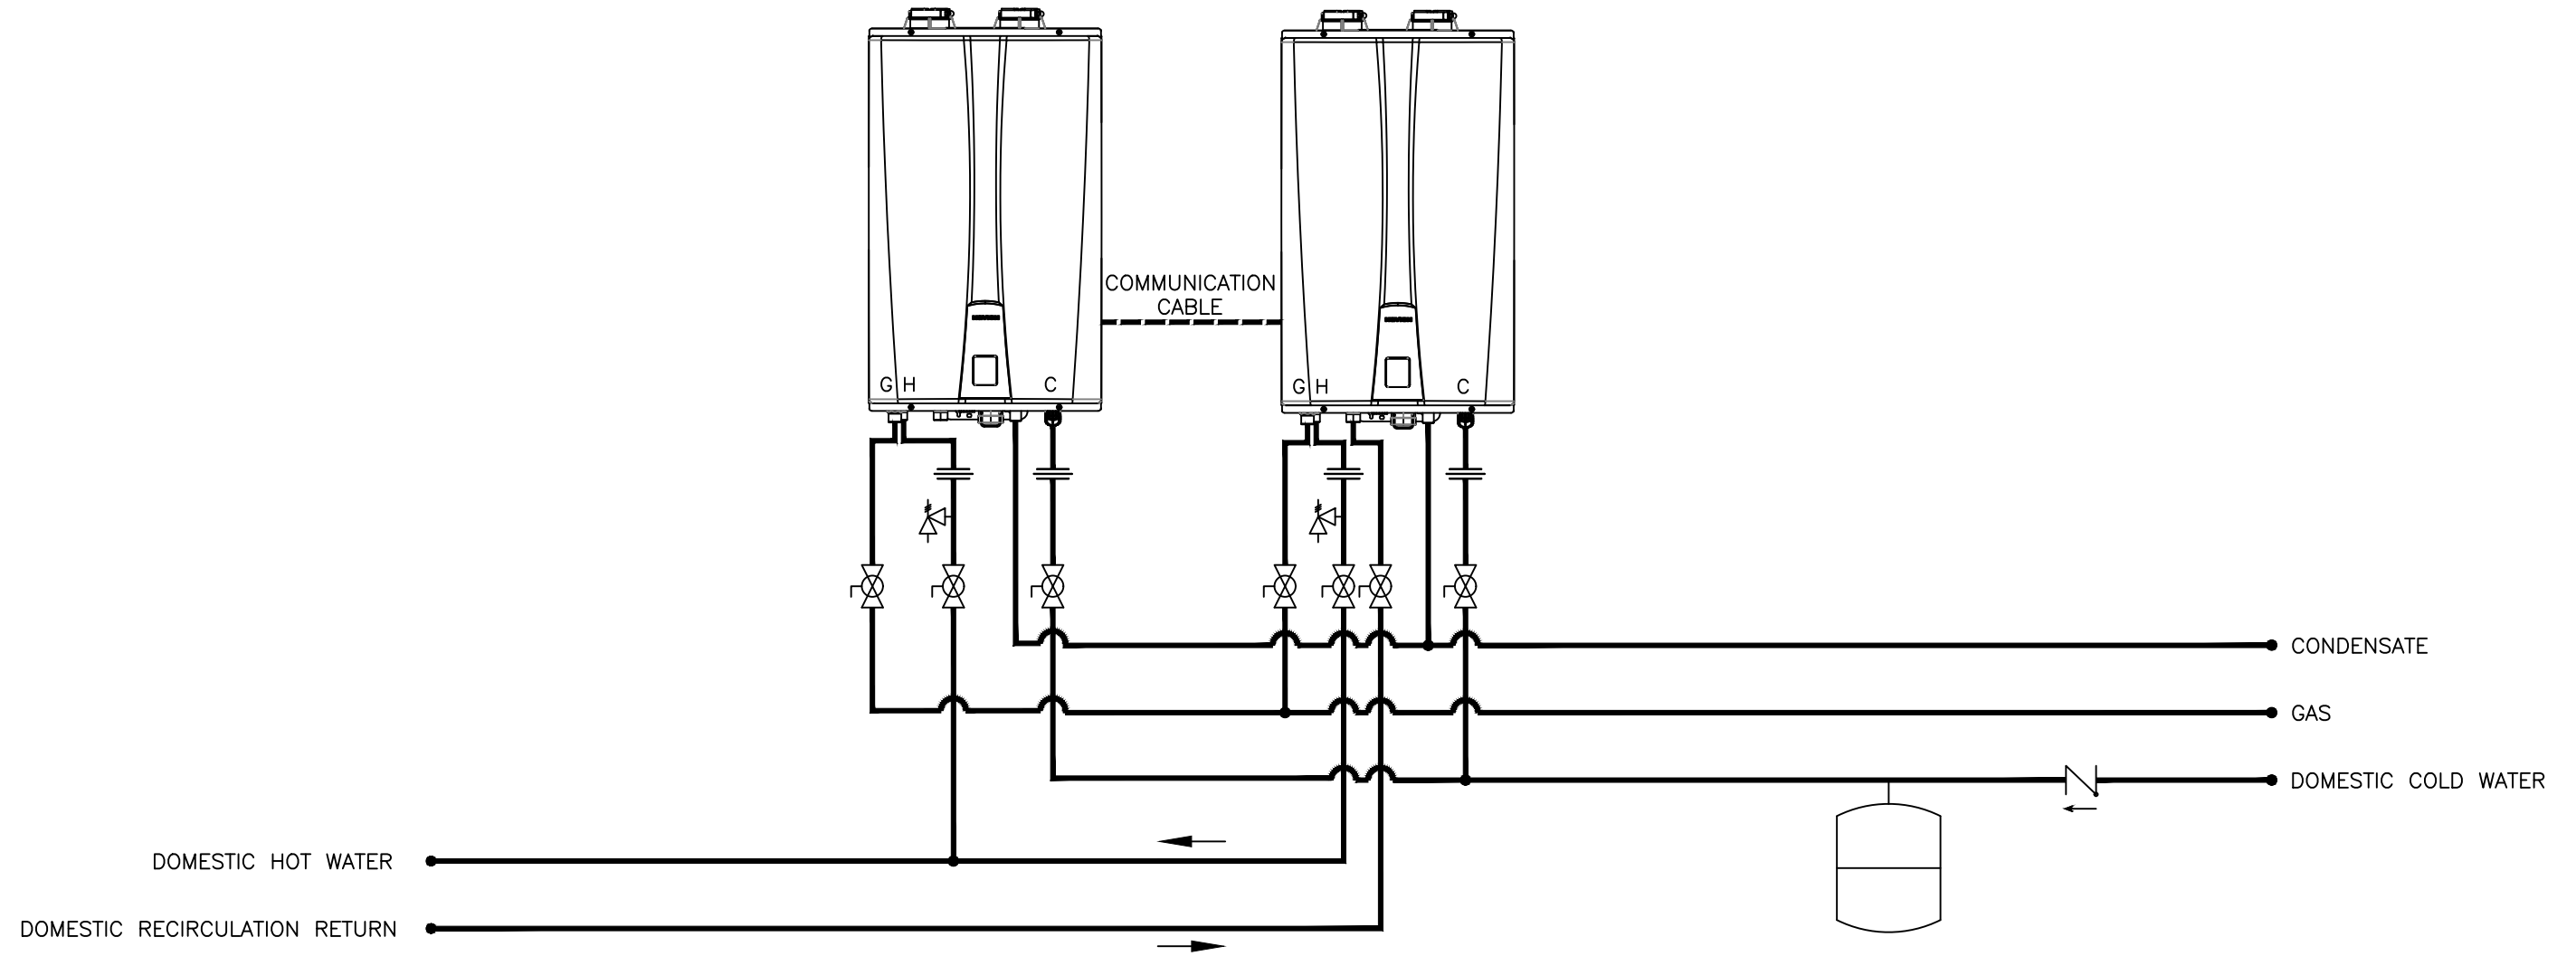 COMMUNICATION
CABLE
G H C
G H C
CONDENSATE
GAS
DOMESTIC COLD WATER
DOMESTIC HOT WATER
DOMESTIC RECIRCULATION RETURN